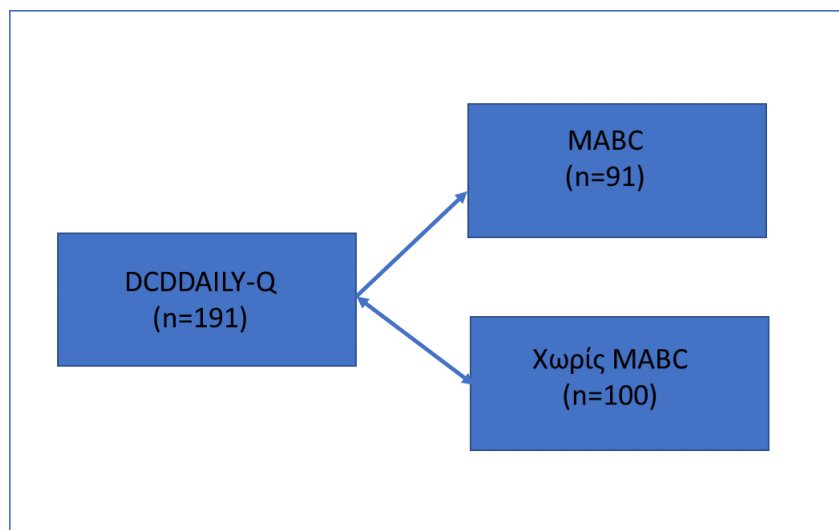 DCDDAILY-Q
(n=191)
MABC
(n=91)
Χωρίς MABC
(n=100)